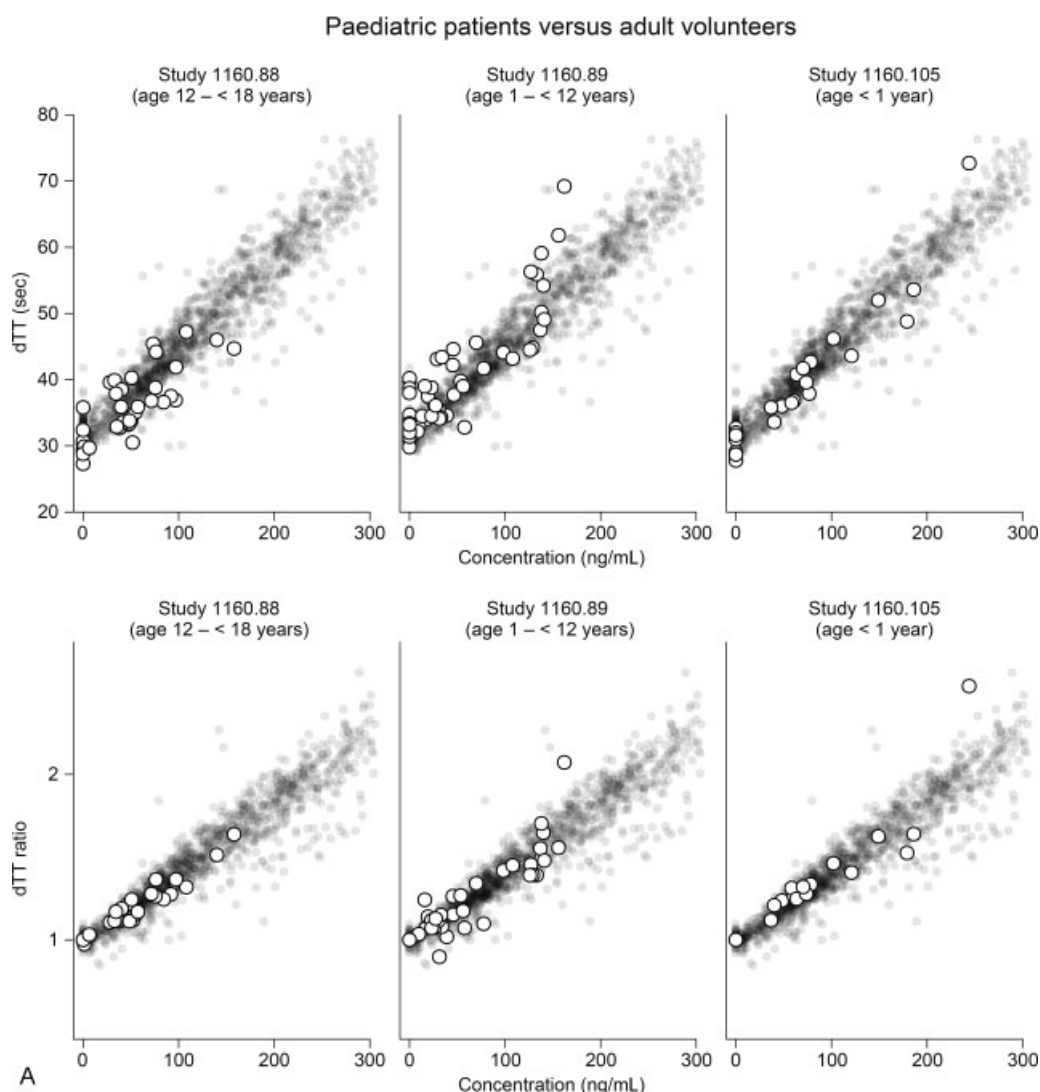 Paediatric patients versus adult volunteers
Study 1160.88
(age 12 – < 18 years)
Study 1160.89
(age 1 – < 12 years)
Study 1160.105
(age < 1 year)
80
70
60
50
40
30
20
dTT (sec)
0 100 200 300
0 100 200 300
0 100 200 300
Concentration (ng/mL)
Study 1160.88
(age 12 – < 18 years)
Study 1160.89
(age 1 – < 12 years)
Study 1160.105
(age < 1 year)
2
1
dTT ratio
0 100 200 300
0 100 200 300
0 100 200 300
Concentration (ng/mL)
A